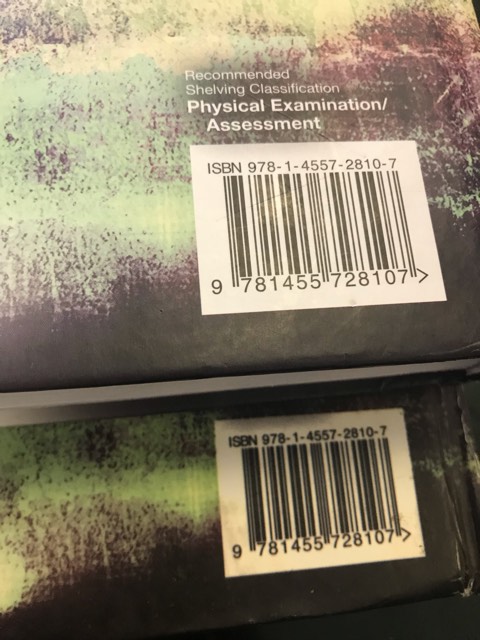 Recommended
Shelving Classification
Physical Examination/
Assessment
ISBN 978-1-4557-2810-7
9 781455 728107 >
ISBN 978-1-4557-2810-7
9 781455 728107 >